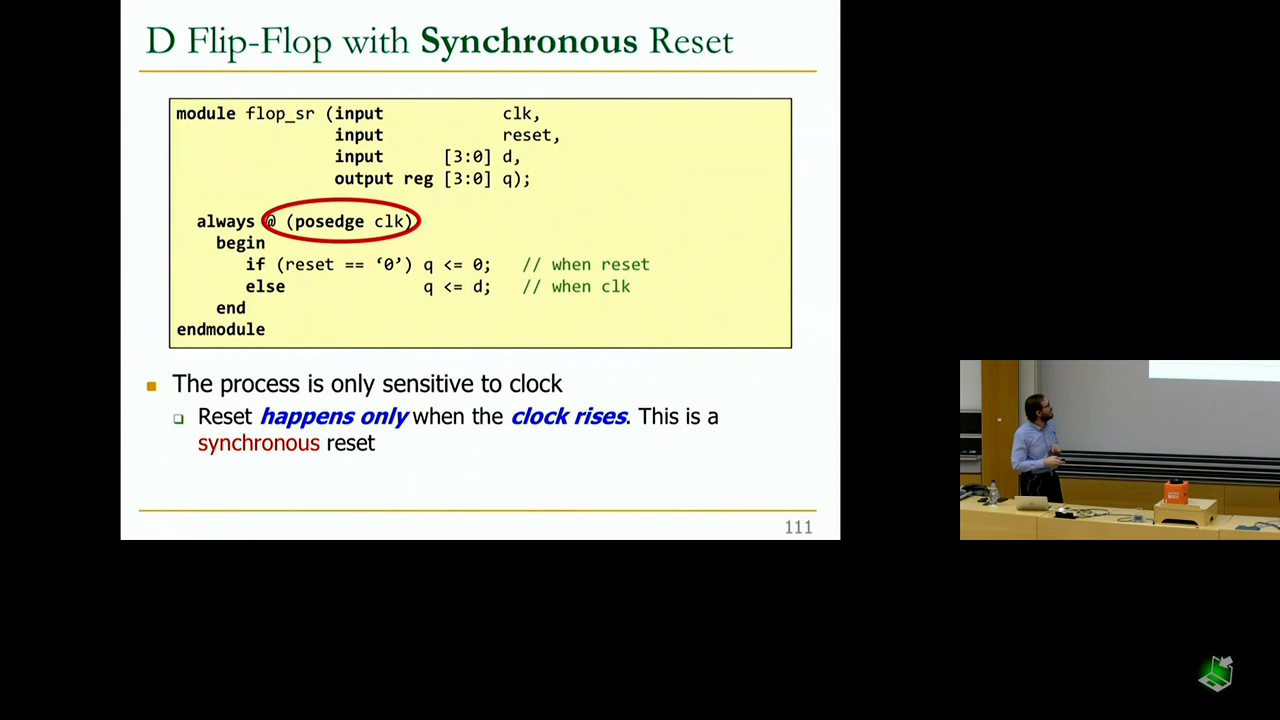 D Flip-Flop with Synchronous Reset
module flop_sr (input clk,
input reset,
input [3:0] d,
output reg [3:0] q);
always @ (posedge clk)
begin
if (reset == ‘0’) q <= 0; // when reset
else q <= d; // when clk
end
endmodule
The process is only sensitive to clock
Reset happens only when the clock rises. This is a
synchronous reset
111